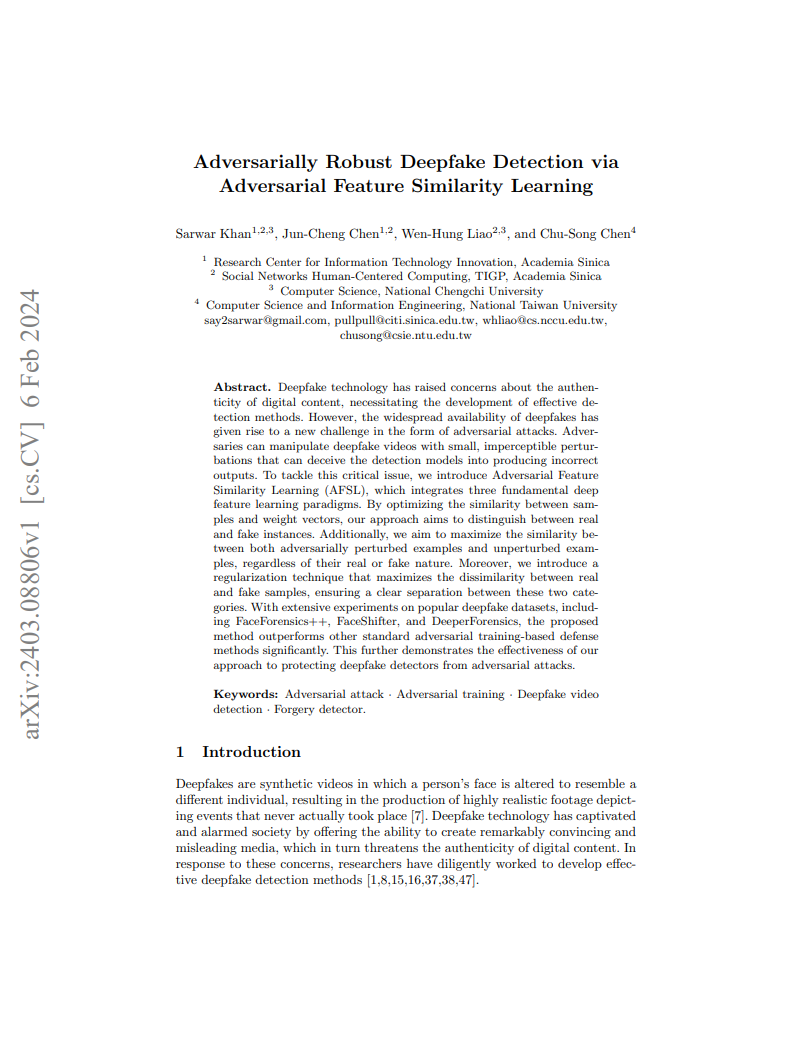 Adversarially Robust Deepfake Detection via
Adversarial Feature Similarity Learning
Sarwar Khan1,2,3, Jun-Cheng Chen1,2, Wen-Hung Liao2,3, and Chu-Song Chen4
1 Research Center for Information Technology Innovation, Academia Sinica
2 Social Networks Human-Centered Computing, TIGP, Academia Sinica
3 Computer Science, National Chengchi University
4 Computer Science and Information Engineering, National Taiwan University
say2sarwar@gmail.com, pullpull@citi.sinica.edu.tw, whliao@cs.nccu.edu.tw,
chusong@csie.ntu.edu.tw
Abstract. Deepfake technology has raised concerns about the authen-
ticity of digital content, necessitating the development of effective de-
tection methods. However, the widespread availability of deepfakes has
given rise to a new challenge in the form of adversarial attacks. Adver-
saries can manipulate deepfake videos with small, imperceptible pertur-
bations that can deceive the detection models into producing incorrect
outputs. To tackle this critical issue, we introduce Adversarial Feature
Similarity Learning (AFSL), which integrates three fundamental deep
feature learning paradigms. By optimizing the similarity between sam-
ples and weight vectors, our approach aims to distinguish between real
and fake instances. Additionally, we aim to maximize the similarity be-
tween both adversarially perturbed examples and unperturbed exam-
ples, regardless of their real or fake nature. Moreover, we introduce a
regularization technique that maximizes the dissimilarity between real
and fake samples, ensuring a clear separation between these two cate-
gories. With extensive experiments on popular deepfake datasets, includ-
ing FaceForensics++, FaceShifter, and DeeperForensics, the proposed
method outperforms other standard adversarial training-based defense
methods significantly. This further demonstrates the effectiveness of our
approach to protecting deepfake detectors from adversarial attacks.
Keywords: Adversarial attack · Adversarial training · Deepfake video
detection · Forgery detector.
1 Introduction
Deepfakes are synthetic videos in which a person's face is altered to resemble a
different individual, resulting in the production of highly realistic footage depict-
ing events that never actually took place [7]. Deepfake technology has captivated
and alarmed society by offering the ability to create remarkably convincing and
misleading media, which in turn threatens the authenticity of digital content. In
response to these concerns, researchers have diligently worked to develop effec-
tive deepfake detection methods [1,8,15,16,37,38,47].
arXiv:2403.08806v1 [cs.CV] 6 Feb 2024